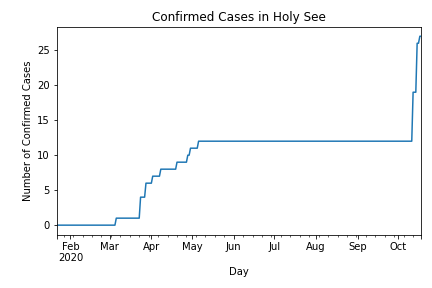 Confirmed Cases in Holy See
Number of Confirmed Cases
25
20
15
10
5
0
Feb Mar Apr May Jun Jul Aug Sep Oct
2020
Day